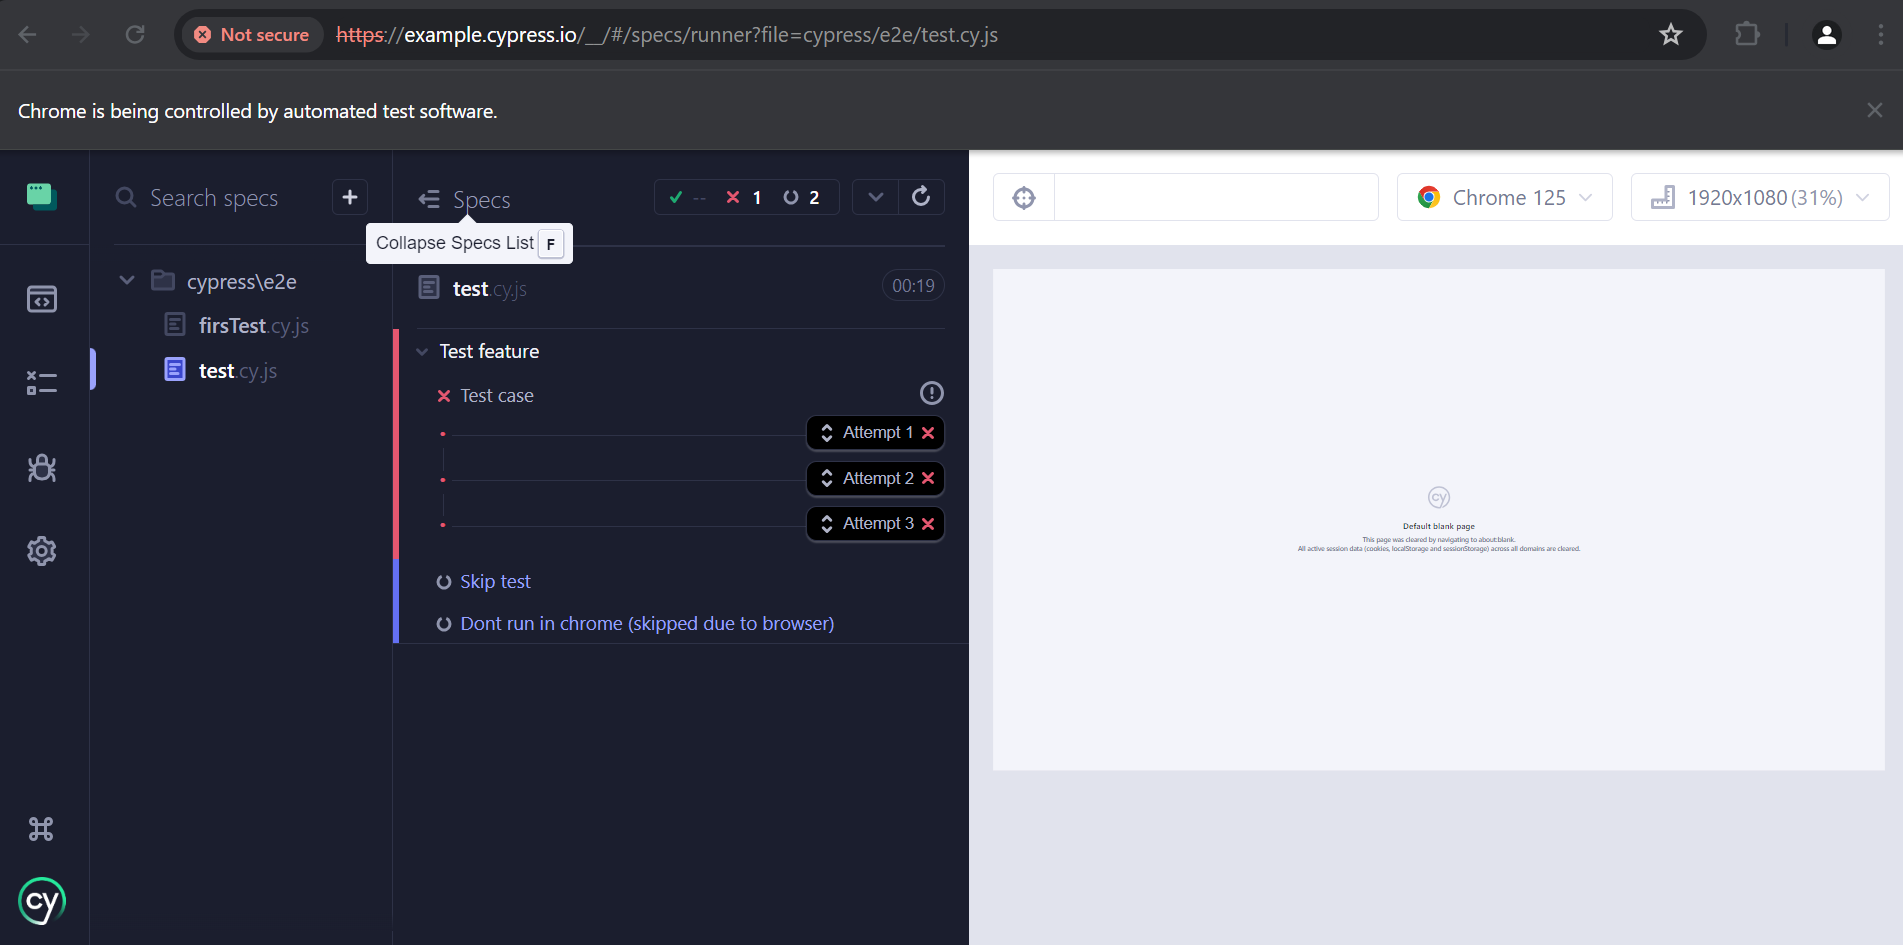 Not secure https://example.cypress.io/__/#/specs/runner?file=cypress/e2e/test.cy.js
Chrome is being controlled by automated test software.
Search specs
+
Specs
-- 1 2
Collapse Specs List F
Chrome 125
1920x1080 (31%)
cypress\e2e
firsTest.cy.js
test.cy.js
test.cy.js
00:19
Test feature
Test case
Attempt 1
Attempt 2
Attempt 3
Skip test
Dont run in chrome (skipped due to browser)
cy
Default blank page
This page was cleared by navigating to about:blank.
All active session data (cookies, localStorage and sessionStorage) across all domains are cleared.
cy